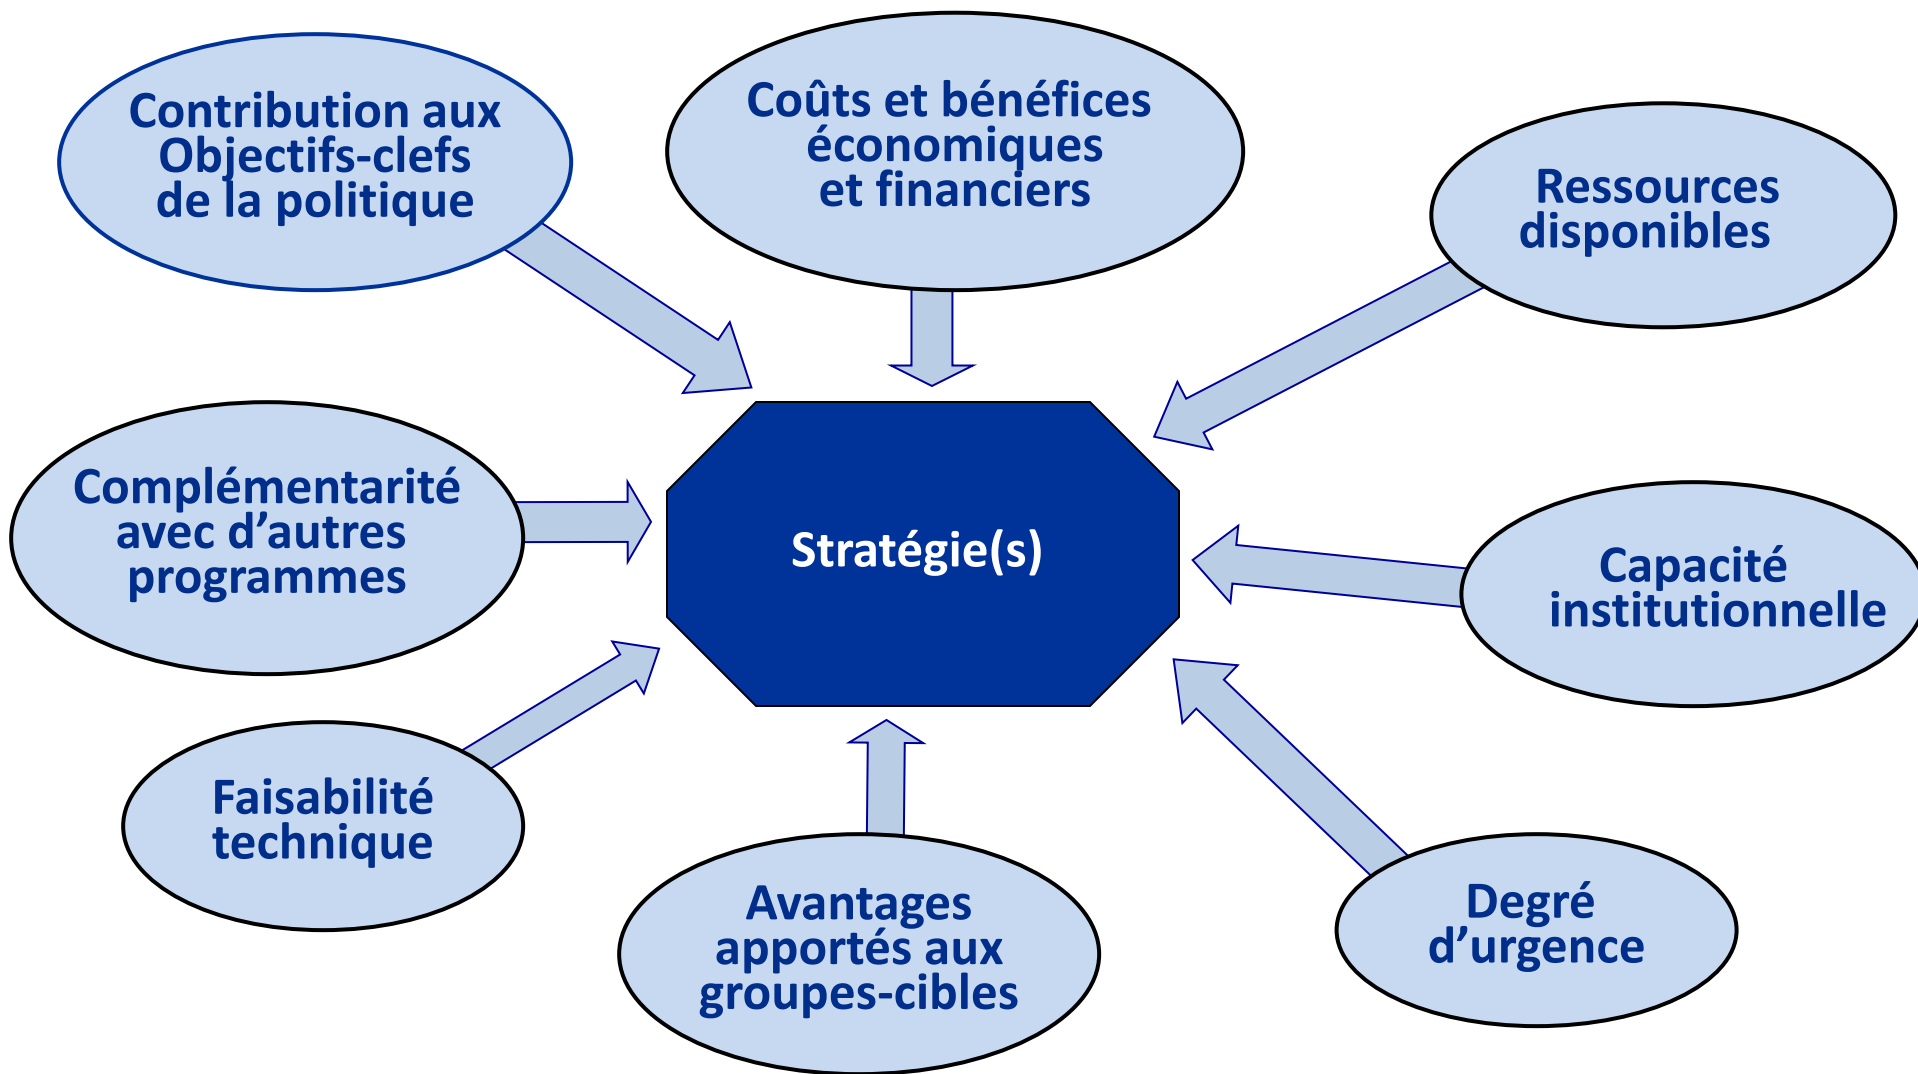 Contribution aux
Objectifs-clefs
de la politique
Coûts et bénéfices
économiques
et financiers
Ressources
disponibles
Complémentarité
avec d’autres
programmes
Stratégie(s)
Capacité
institutionnelle
Faisabilité
technique
Avantages
apportés aux
groupes-cibles
Degré
d’urgence